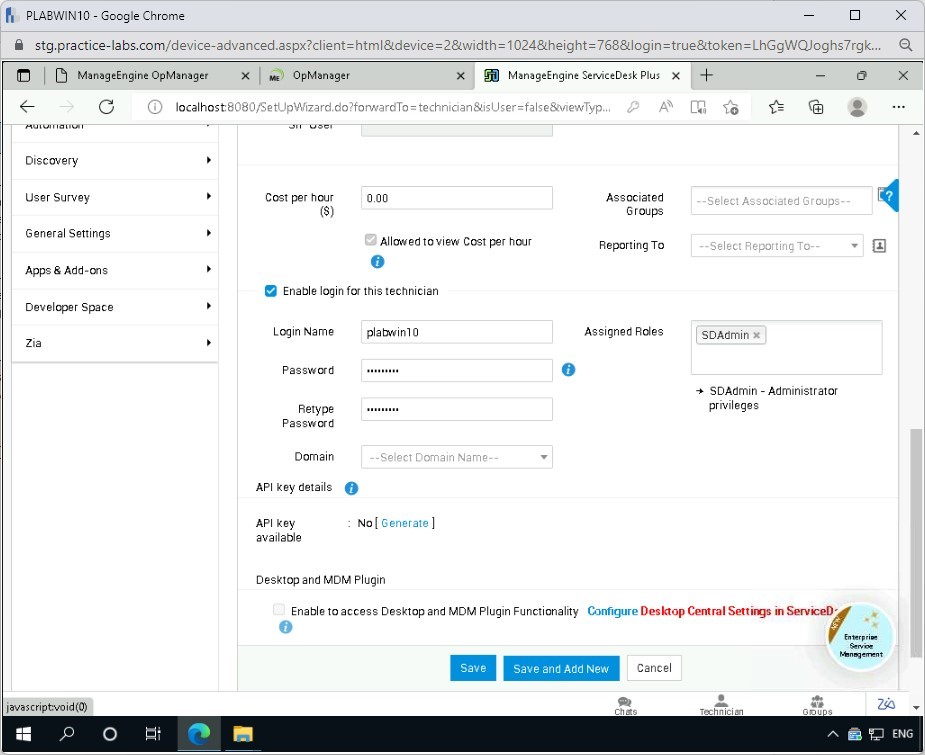 PLABWIN10 - Google Chrome
stg.practice-labs.com/device-advanced.aspx?client=html&device=2&width=1024&height=768&login=true&token=LhGgWQJoghs7rgk...
ManageEngine OpManager
OpManager
ManageEngine ServiceDesk Plus
localhost:8080/SetUpWizard.do?forwardTo=technician&isUser=false&viewTyp...
Automation
Discovery
User Survey
General Settings
Apps & Add-ons
Developer Space
Zia
User
Cost per hour
($)
0.00
Allowed to view Cost per hour
Associated
Groups
--Select Associated Groups--
Reporting To
--Select Reporting To--
Enable login for this technician
Login Name
plabwin10
Assigned Roles
SDAdmin
Password
•••••••••
SDAdmin - Administrator
privileges
Retype
Password
•••••••••
Domain
--Select Domain Name--
API key details
API key
available
: No [ Generate ]
Desktop and MDM Plugin
Enable to access Desktop and MDM Plugin Functionality Configure Desktop Central Settings in ServiceDe
NEW
Enterprise
Service
Management
Save
Save and Add New
Cancel
javascript:void(0)
Chats
Technician
Groups
Zia
ENG